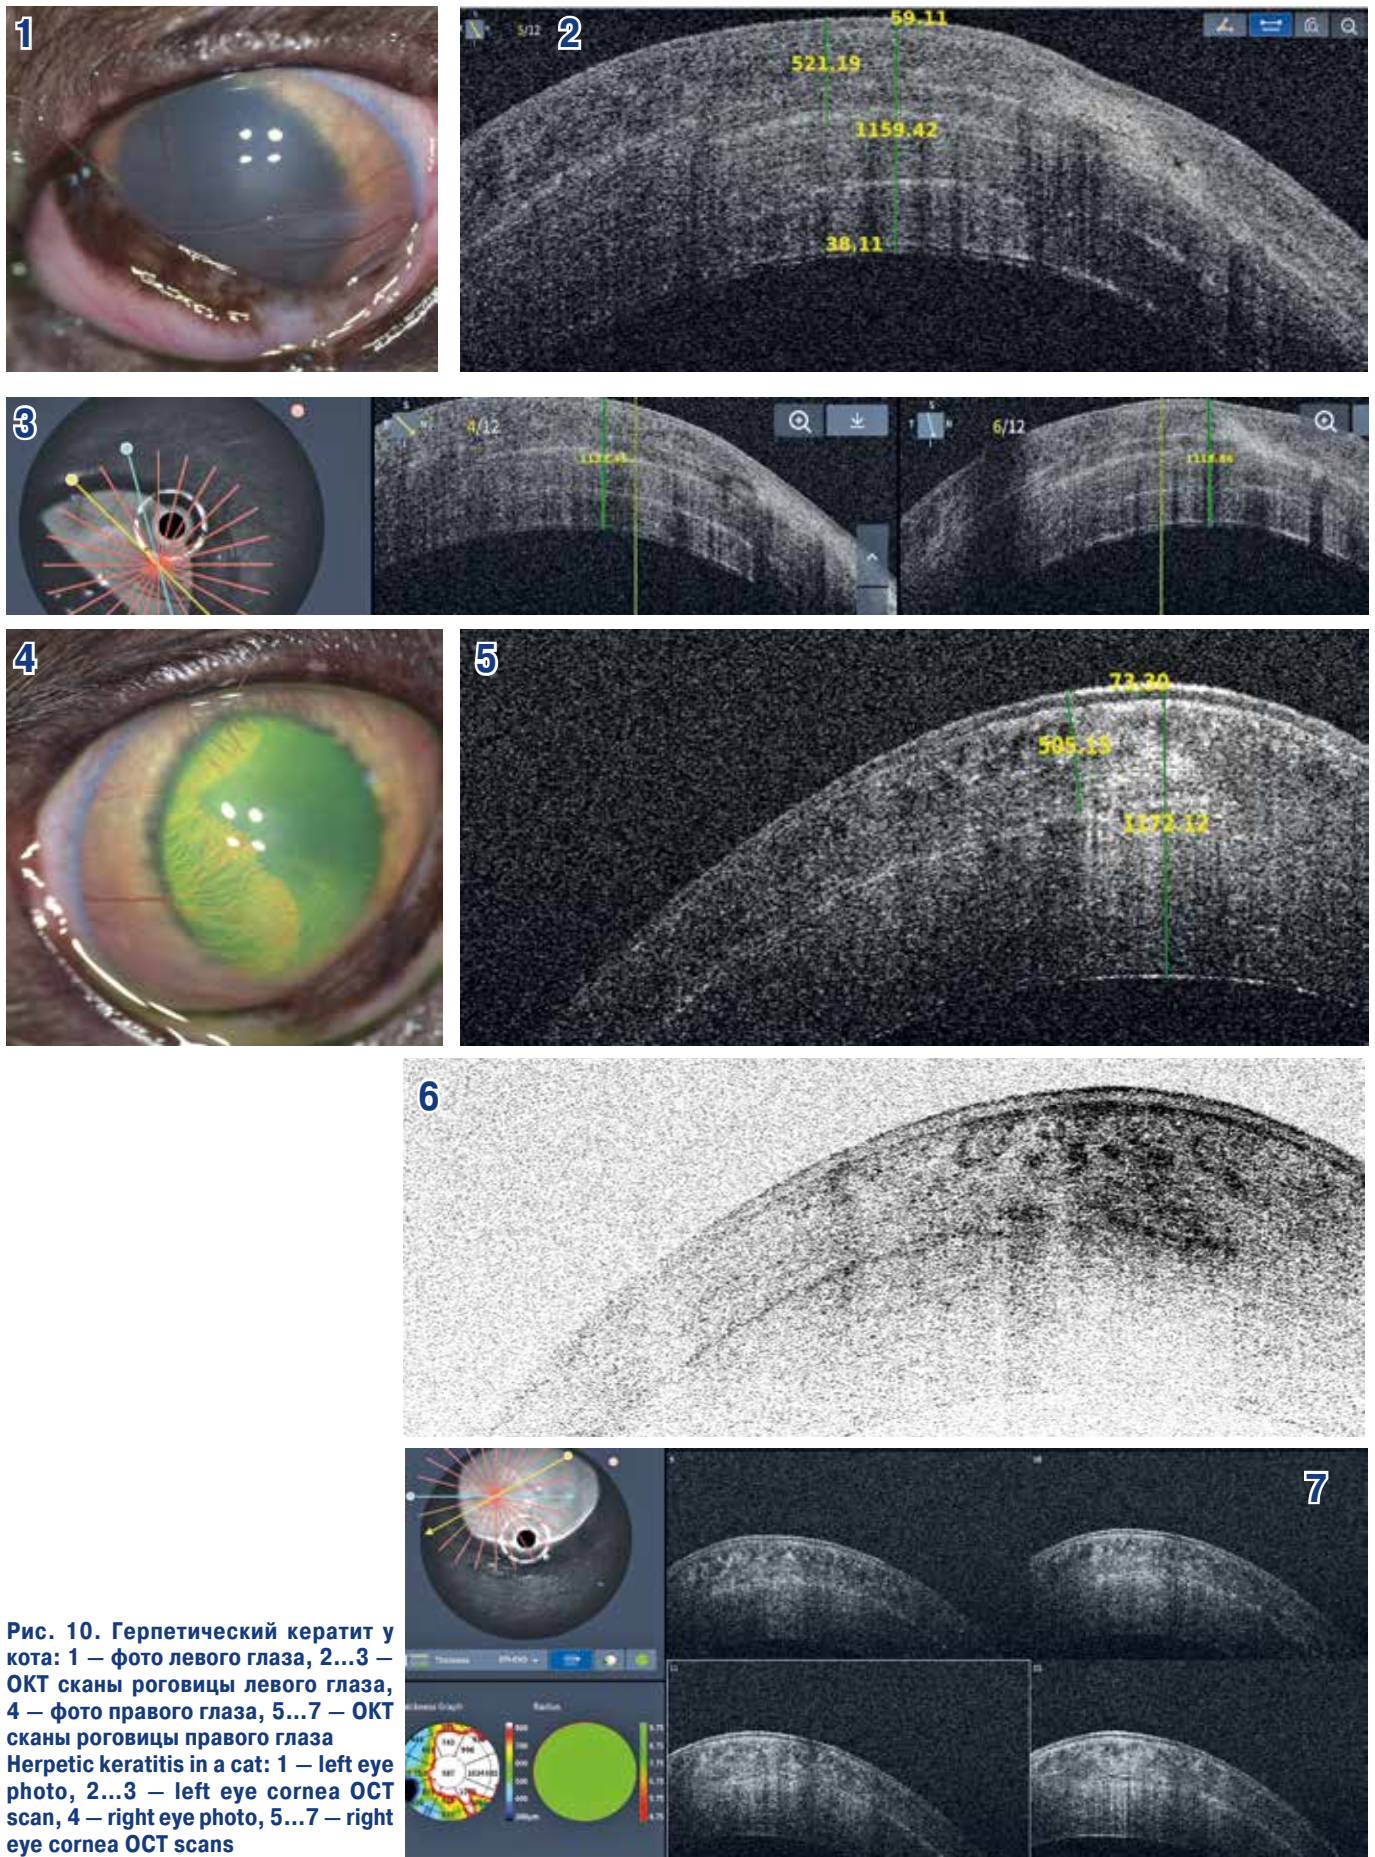 1
5/12
2
59.11
521.19
1159.42
38.11
3
4/12
6/12
4
5
73.30
505.15
1172.12
6
7
Radius
Рис. 10. Герпетический кератит у
кота: 1 — фото левого глаза, 2...3 —
ОКТ сканы роговицы левого глаза,
4 — фото правого глаза, 5...7 — ОКТ
сканы роговицы правого глаза
Herpetic keratitis in a cat: 1 — left eye
photo, 2...3 — left eye cornea OCT
scan, 4 — right eye photo, 5...7 — right
eye cornea OCT scans